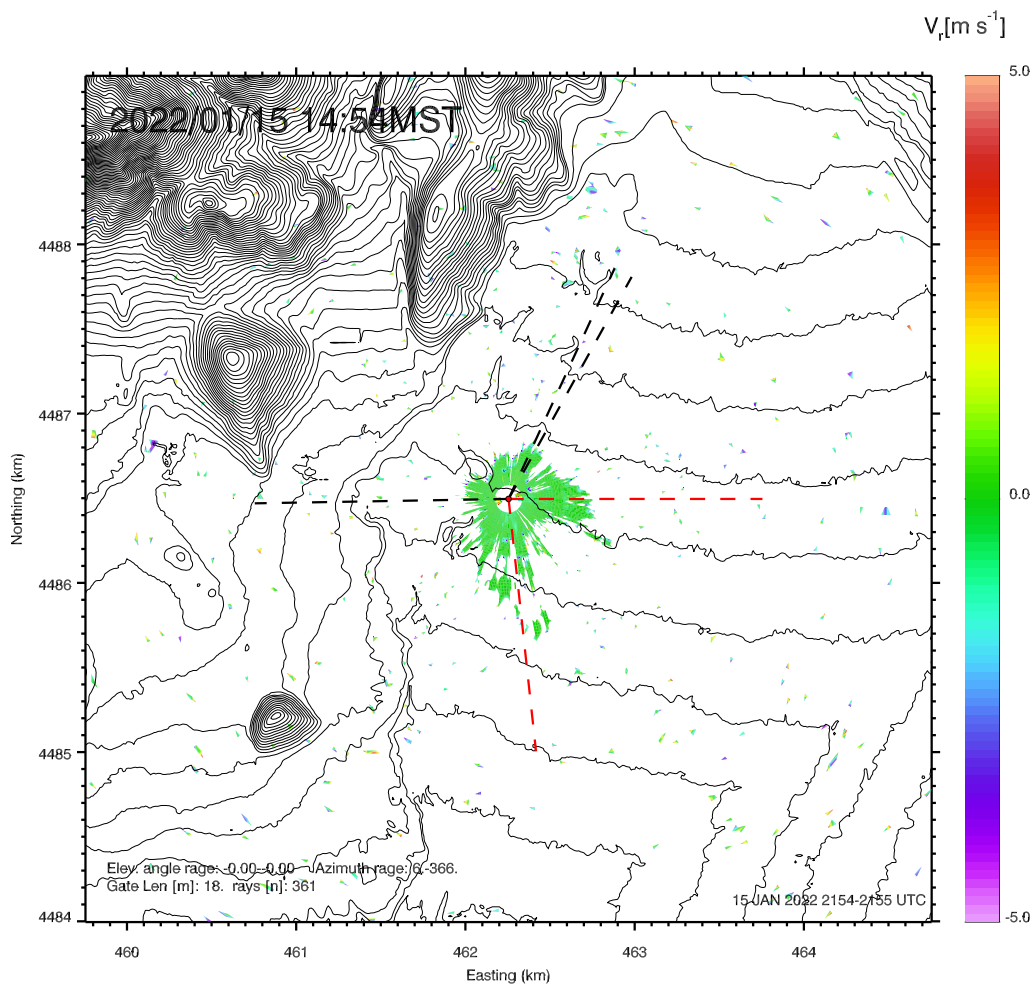 Vr[m s-1]
5.0
2022/01/15 14:54MST
4488
4487
Northing (km)
0.0
4486
4485
Elev. angle rage: -0.00--0.00 Azimuth rage: 6.-366.
Gate Len [m]: 18. rays [n]: 361
15 JAN 2022 2154-2155 UTC
4484
-5.0
460
461
462
463
464
Easting (km)